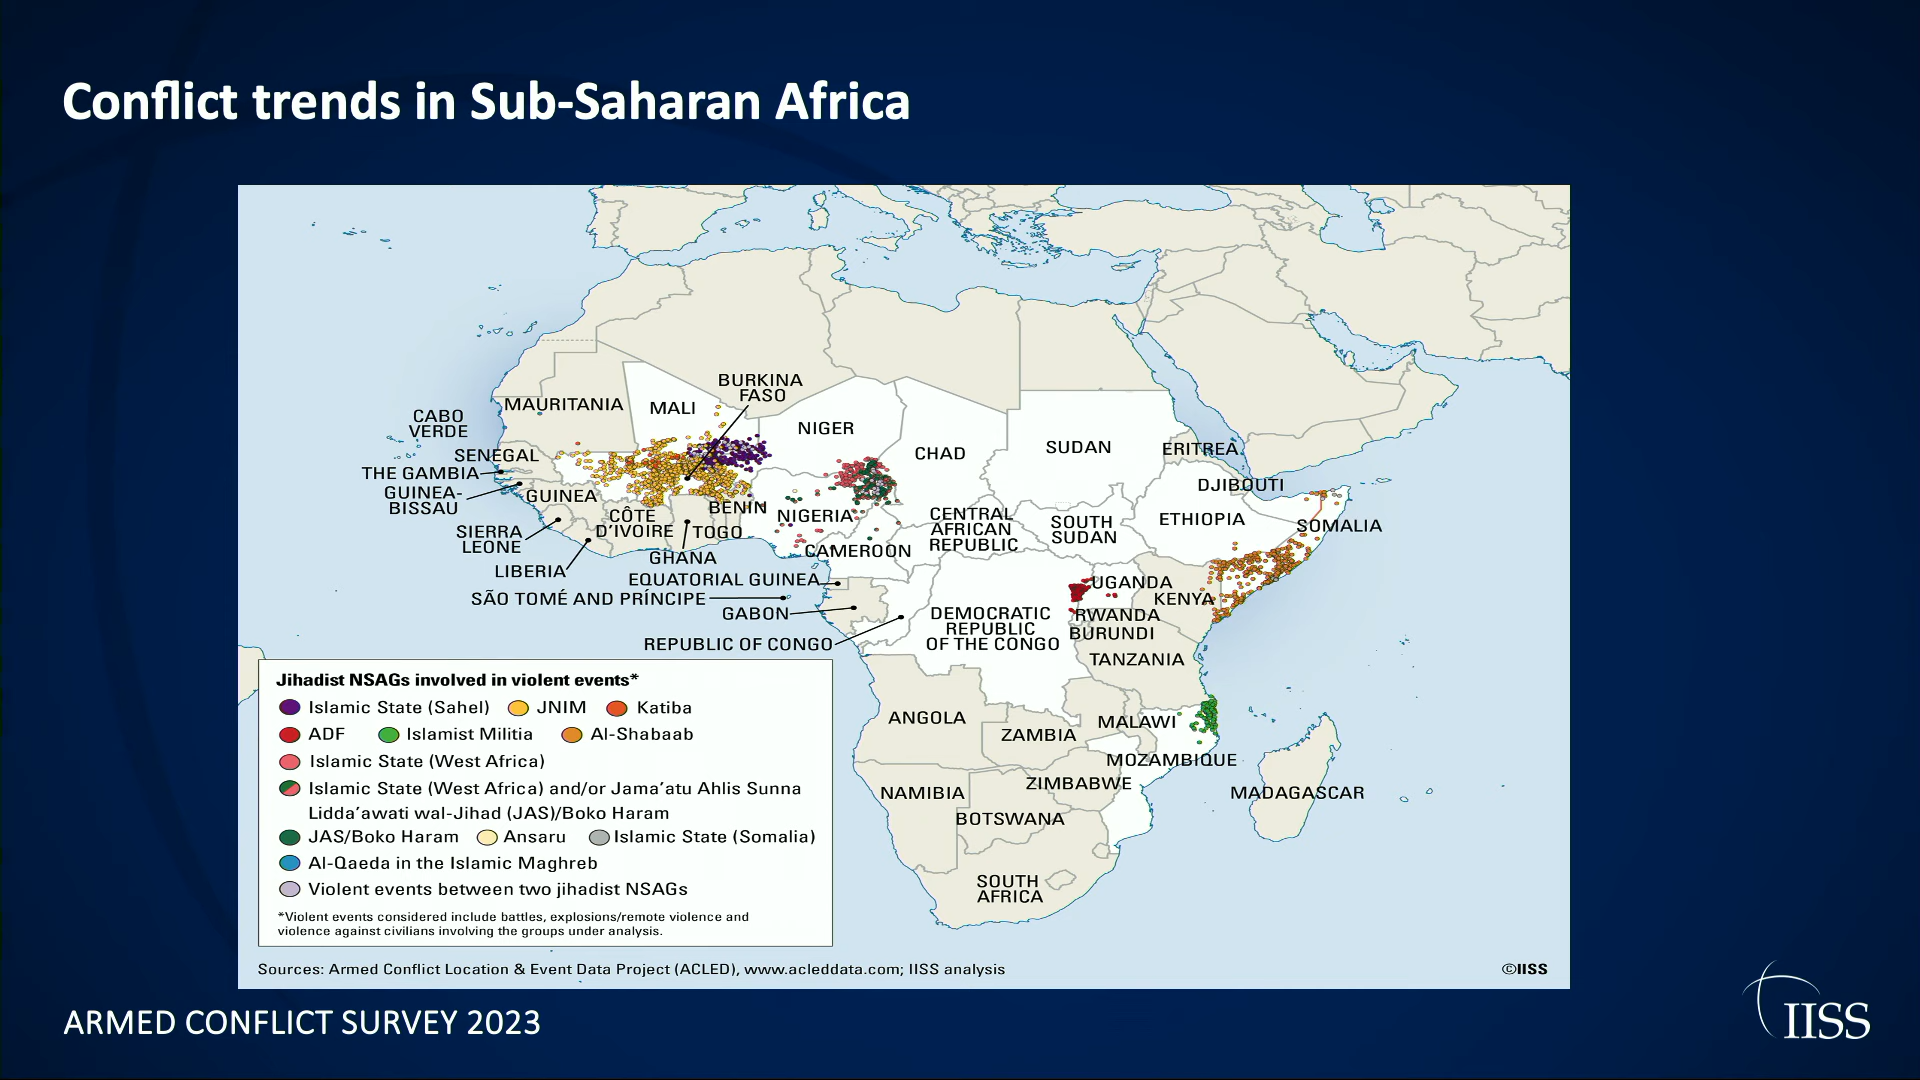 Conflict trends in Sub-Saharan Africa
BURKINA
FASO
MAURITANIA
MALI
CABO
VERDE
NIGER
CHAD
SUDAN
ERITREA
SENEGAL
THE GAMBIA
DJIBOUTI
GUINEA-
BISSAU
GUINEA
BENIN
NIGERIA
CÔTE
D'IVOIRE
CENTRAL
AFRICAN
REPUBLIC
SOUTH
SUDAN
ETHIOPIA
SOMALIA
SIERRA
LEONE
TOGO
GHANA
CAMEROON
LIBERIA
EQUATORIAL GUINEA
UGANDA
SÃO TOMÉ AND PRÍNCIPE
KENYA
GABON
DEMOCRATIC
REPUBLIC
OF THE CONGO
RWANDA
BURUNDI
REPUBLIC OF CONGO
TANZANIA
ANGOLA
MALAWI
ZAMBIA
MOZAMBIQUE
ZIMBABWE
NAMIBIA
MADAGASCAR
BOTSWANA
SOUTH
AFRICA
Jihadist NSAGs involved in violent events*
Islamic State (Sahel) JNIM Katiba
ADF Islamist Militia Al-Shabaab
Islamic State (West Africa)
Islamic State (West Africa) and/or Jama'atu Ahlis Sunna
Lidda'awati wal-Jihad (JAS)/Boko Haram
JAS/Boko Haram Ansaru Islamic State (Somalia)
Al-Qaeda in the Islamic Maghreb
Violent events between two jihadist NSAGs
*Violent events considered include battles, explosions/remote violence and
violence against civilians involving the groups under analysis.
Sources: Armed Conflict Location & Event Data Project (ACLED), www.acleddata.com; IISS analysis
©IISS
ARMED CONFLICT SURVEY 2023
IISS